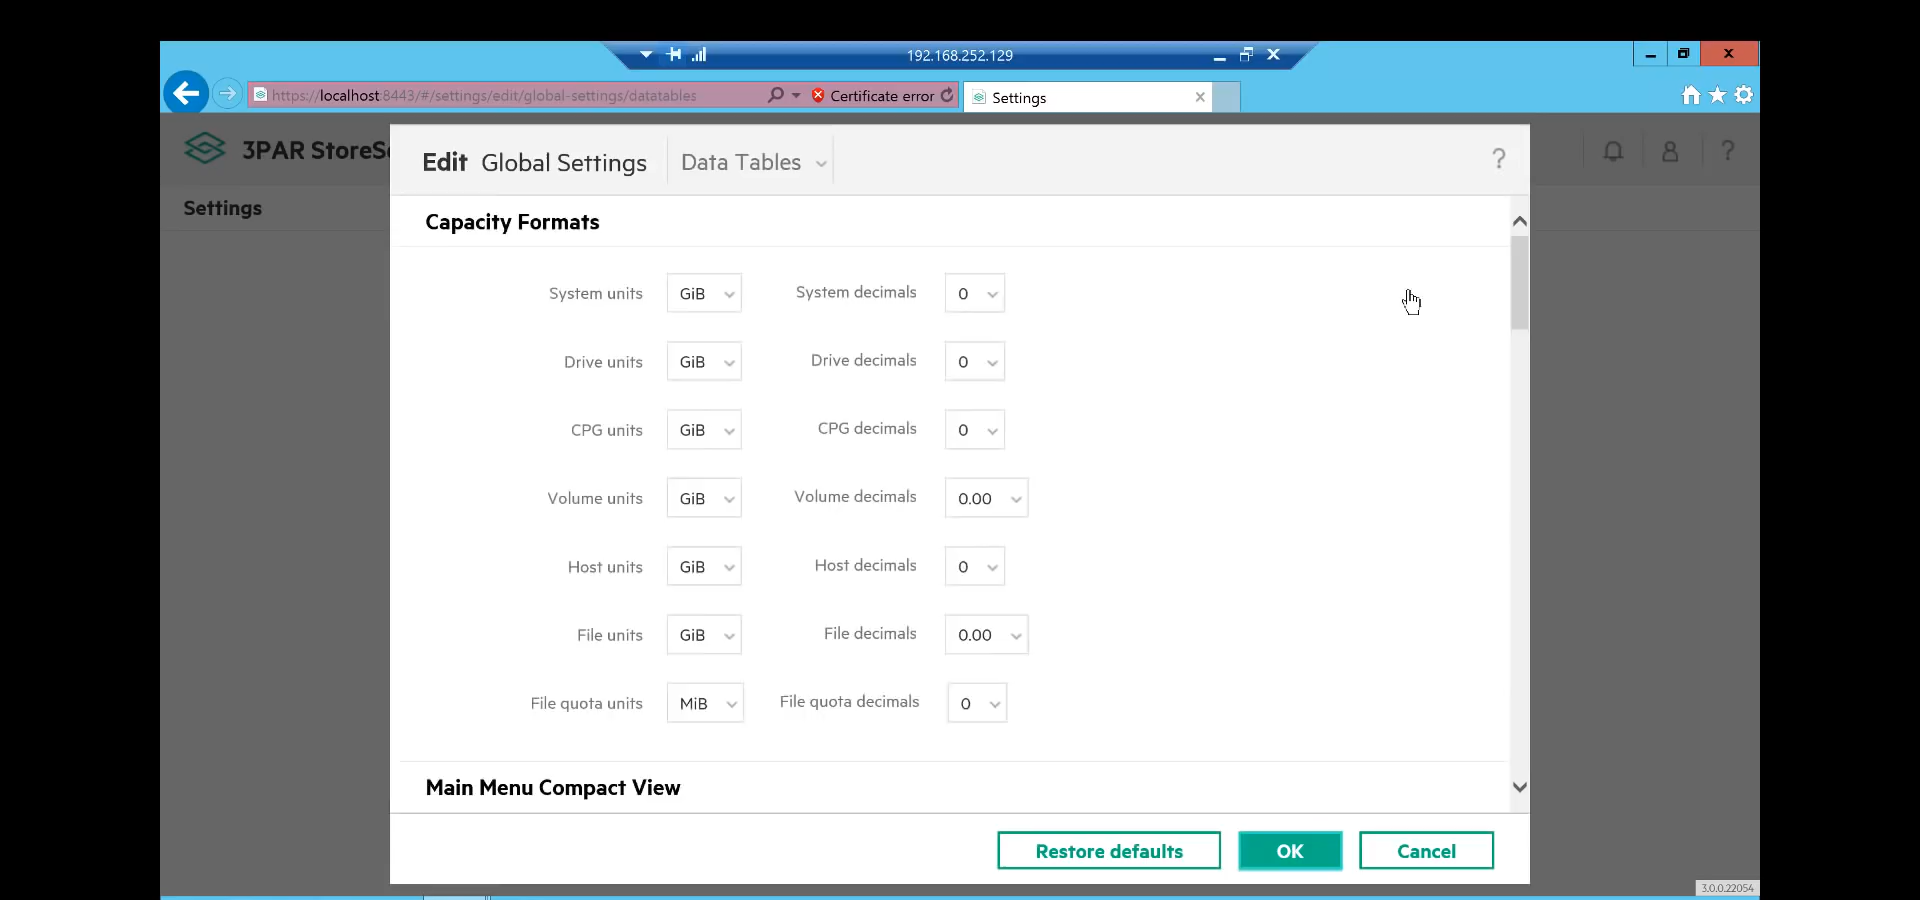 192.168.252.129
https://localhost:8443/#/settings/edit/global-settings/datatables
Certificate error
Settings
3PAR StoreSe
Edit Global Settings Data Tables
?
?
Settings
Capacity Formats
System units GiB System decimals 0
Drive units GiB Drive decimals 0
CPG units GiB CPG decimals 0
Volume units GiB Volume decimals 0.00
Host units GiB Host decimals 0
File units GiB File decimals 0.00
File quota units MiB File quota decimals 0
Main Menu Compact View
Restore defaults OK Cancel
3.0.0.22054